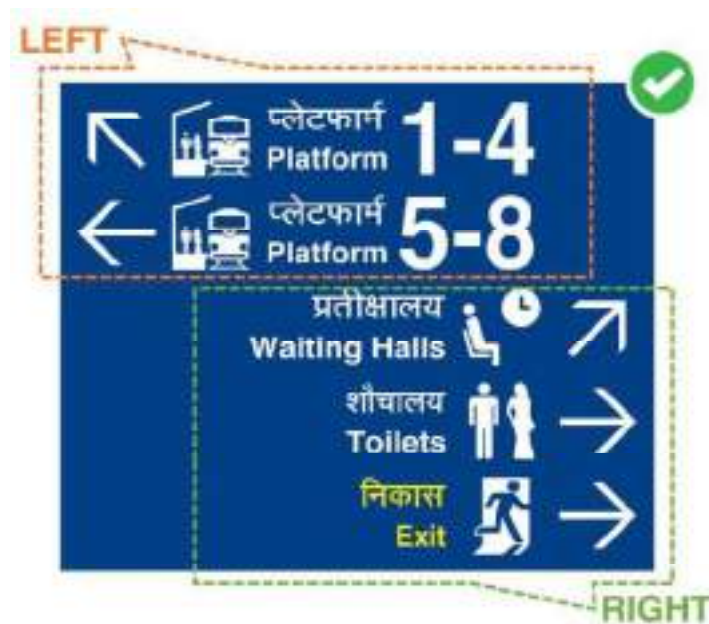 LEFT
प्लेटफार्म
Platform 1-4
प्लेटफार्म
Platform 5-8
प्रतीक्षालय
Waiting Halls
शौचालय
Toilets
निकास
Exit
RIGHT